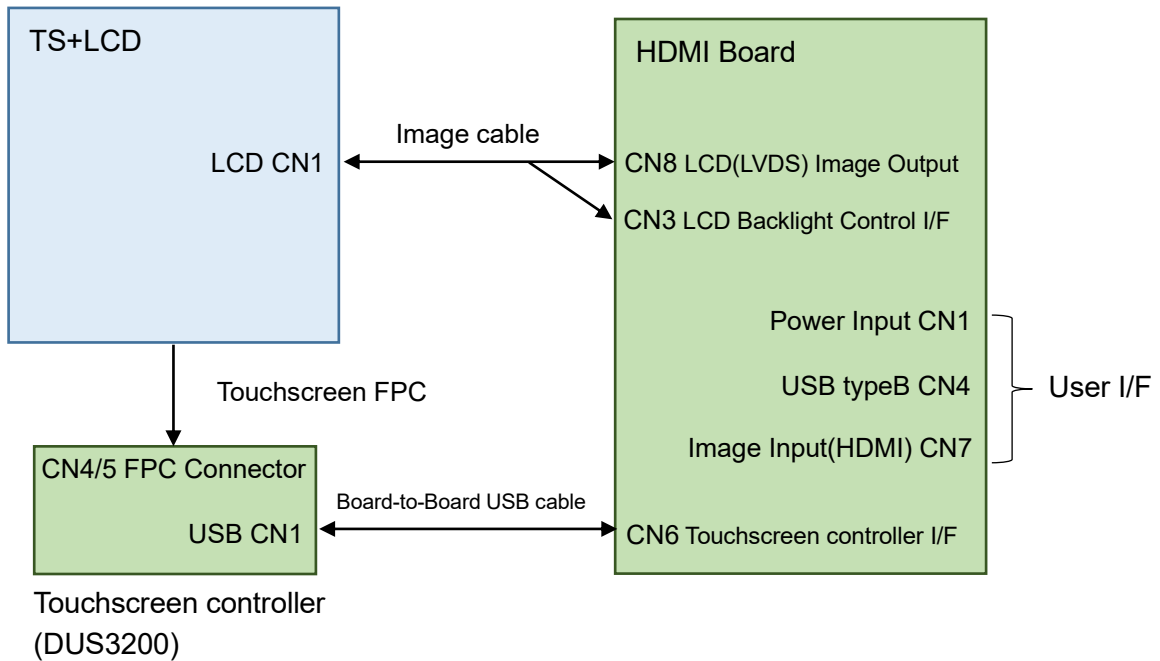 TS+LCD
HDMI Board
Image cable
LCD CN1
CN8 LCD(LVDS) Image Output
CN3 LCD Backlight Control I/F
Power Input CN1
USB typeB CN4
User I/F
Image Input(HDMI) CN7
Touchscreen FPC
CN4/5 FPC Connector
Board-to-Board USB cable
USB CN1
CN6 Touchscreen controller I/F
Touchscreen controller
(DUS3200)